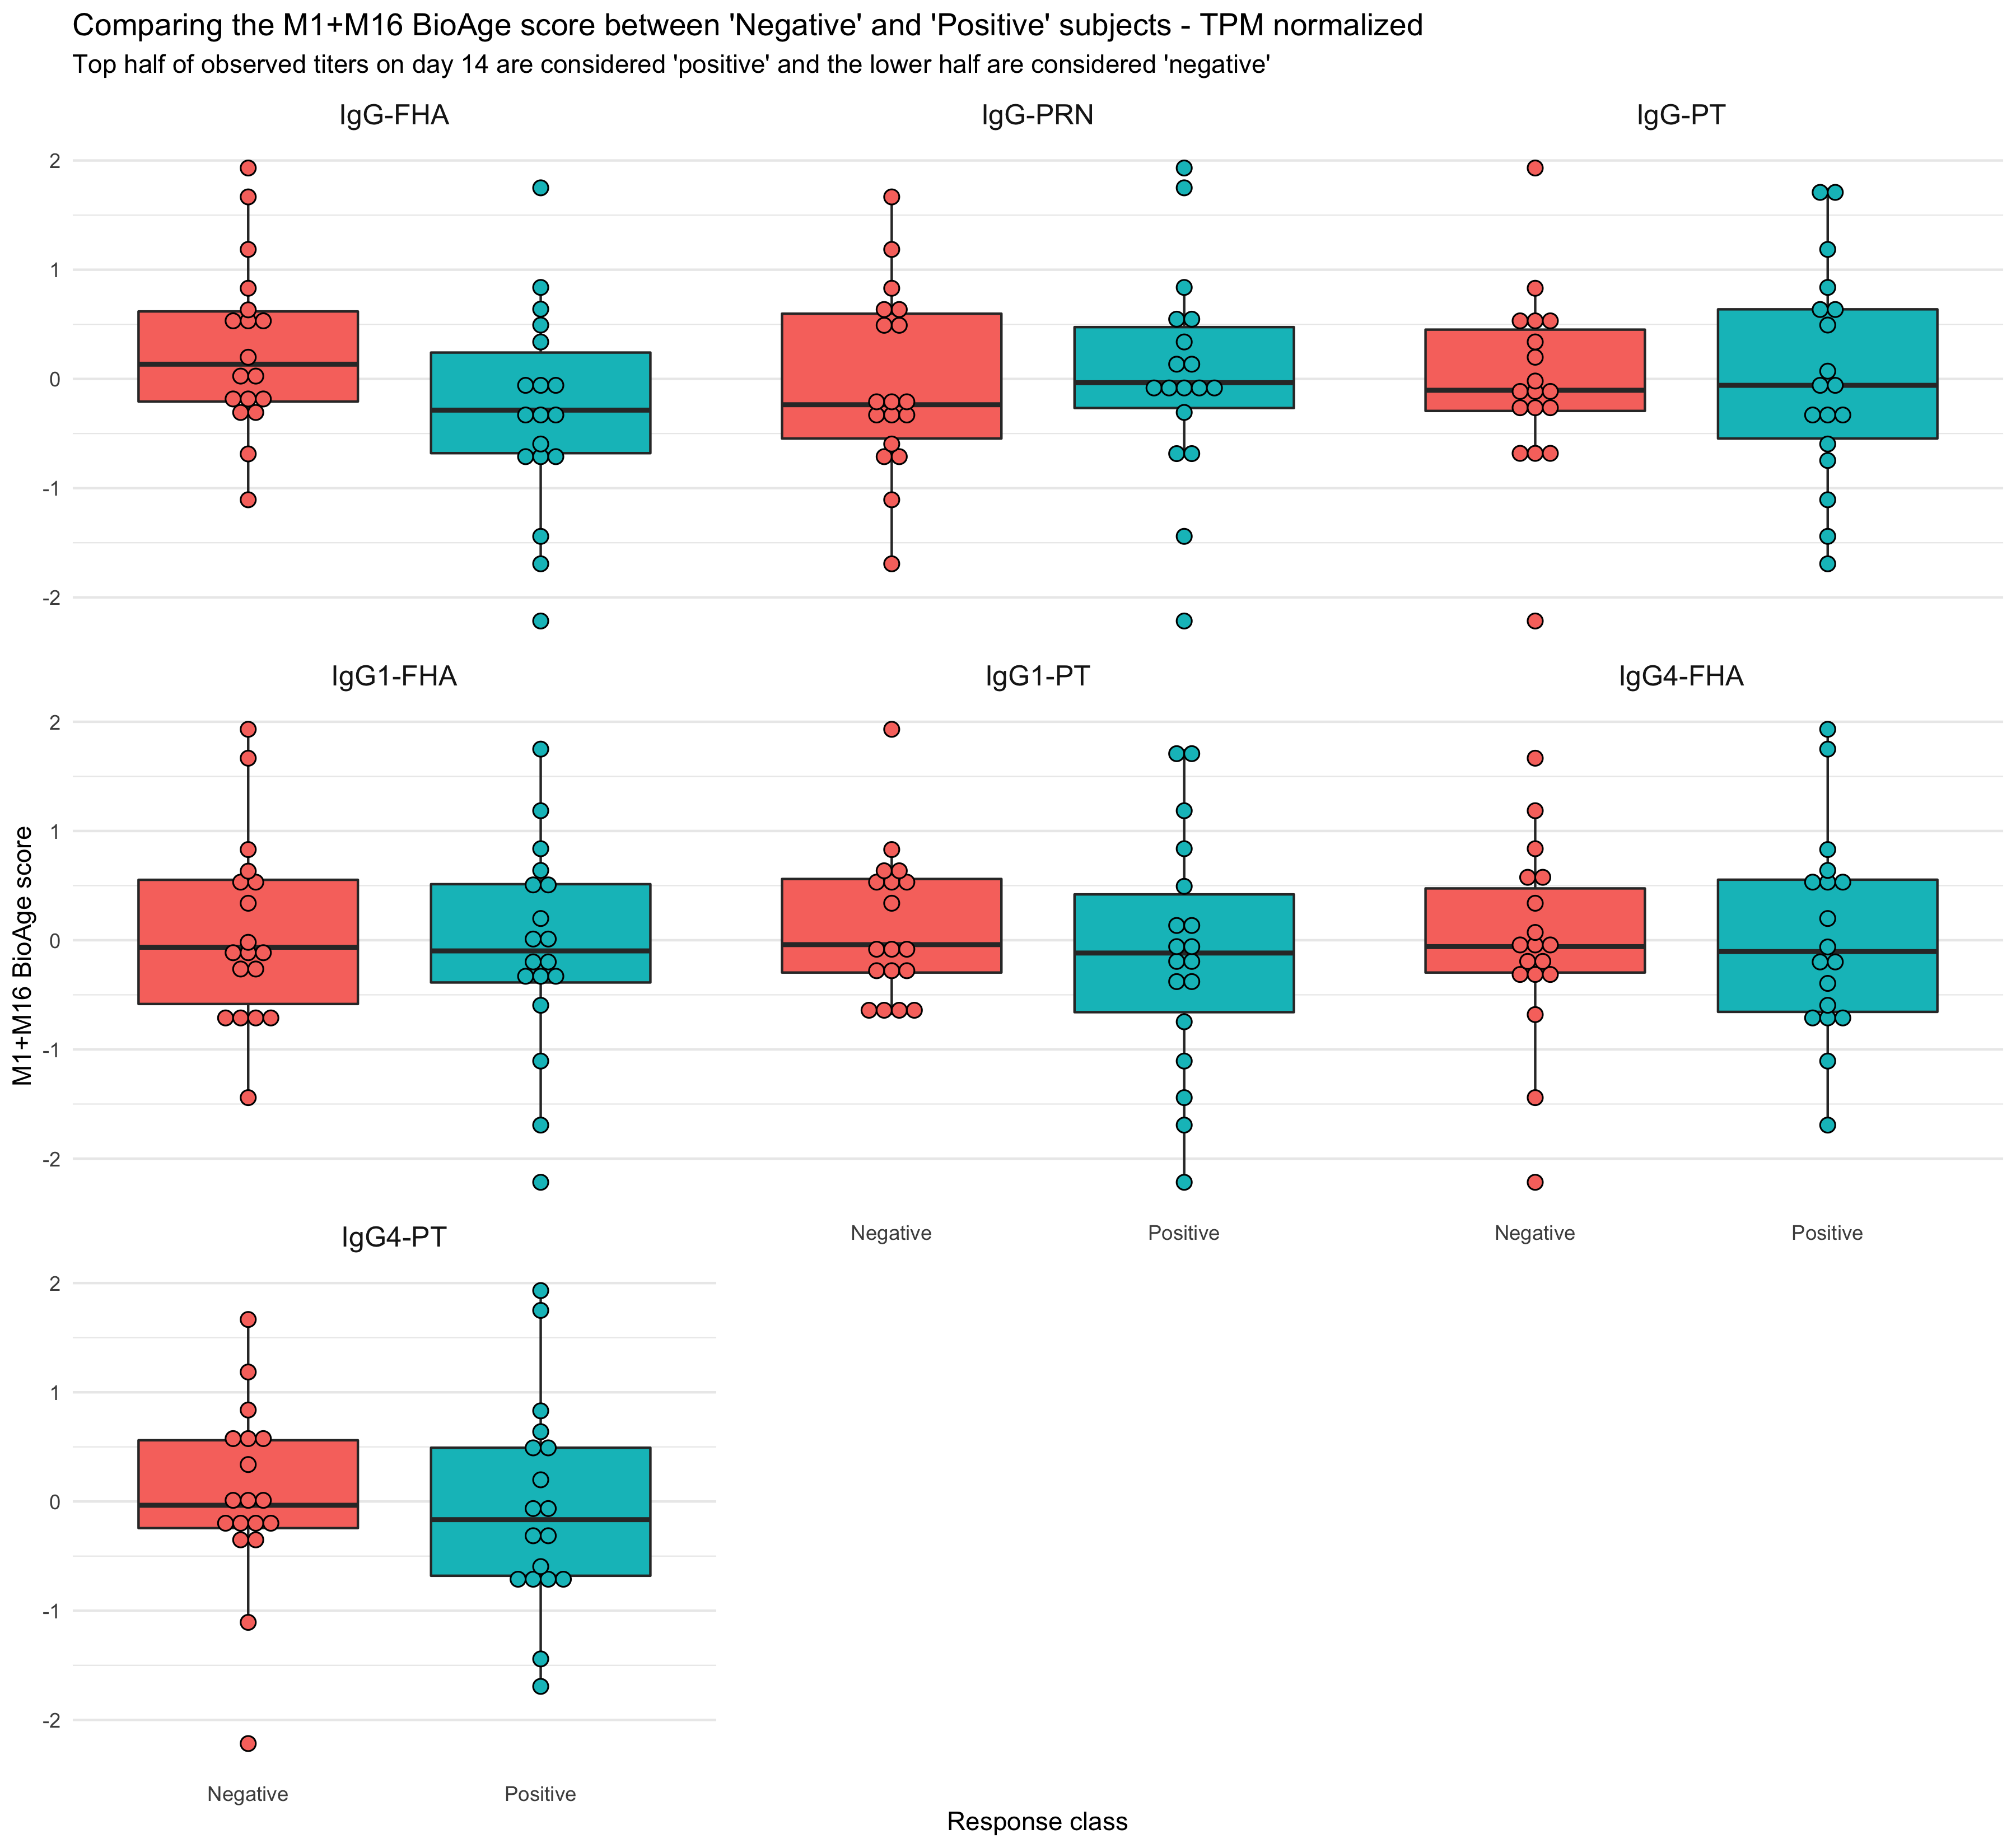 Comparing the M1+M16 BioAge score between 'Negative' and 'Positive' subjects - TPM normalized
Top half of observed titers on day 14 are considered 'positive' and the lower half are considered 'negative'
IgG-FHA
IgG-PRN
IgG-PT
2
1
0
-1
-2
IgG1-FHA
IgG1-PT
IgG4-FHA
2
1
0
-1
-2
M1+M16 BioAge score
Negative
Positive
Negative
Positive
IgG4-PT
2
1
0
-1
-2
Negative
Positive
Response class